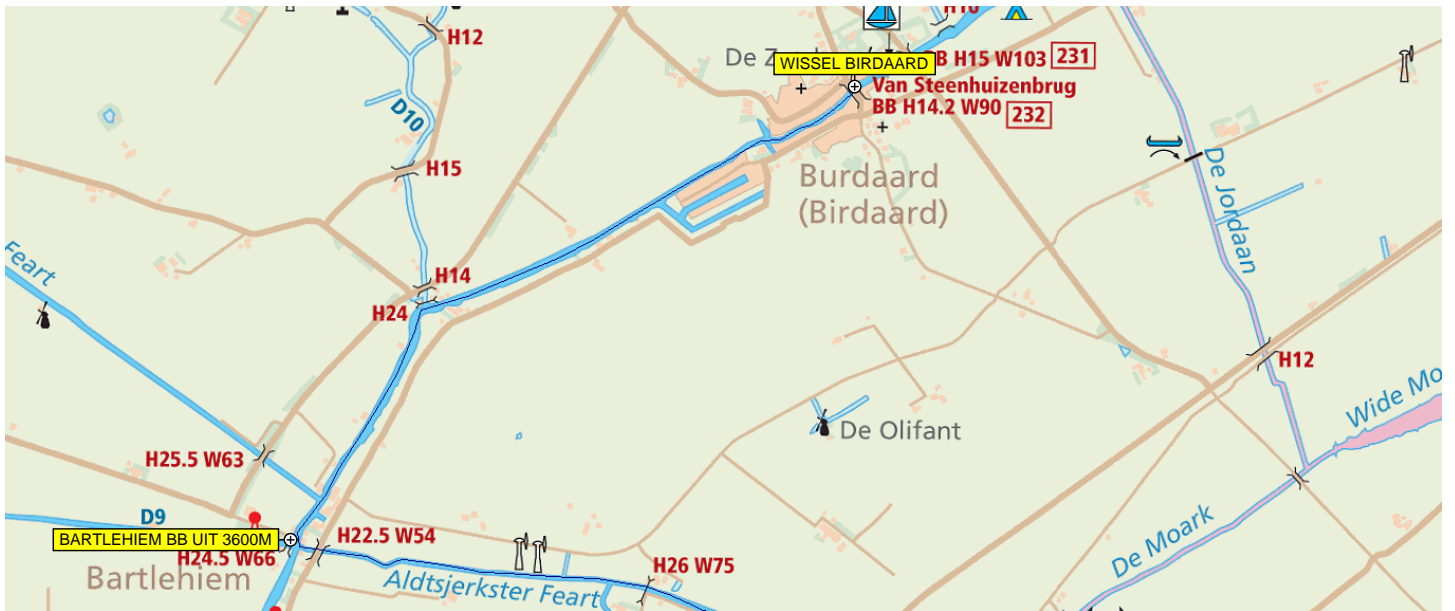 H12
H10
De Z
WISSEL BIRDAARD
BB H15 W103 231
Van Steenhuizenbrug
BB H14.2 W90 232
D10
H15
Burdaard
(Birdaard)
De Jordaan
Feart
H14
H24
H12
Wide Mo
De Olifant
H25.5 W63
D9
BARTLEHIEM BB UIT 3600M
H22.5 W54
H24.5 W66
Bartlehiem
Aldtsjerkster Feart
H26 W75
De Moark